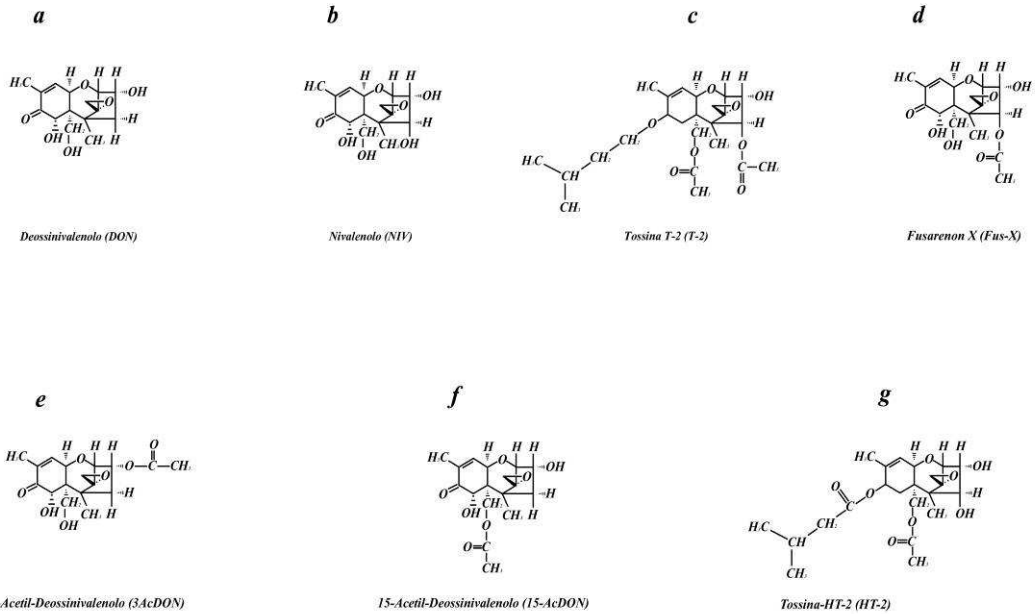 a b c d
Deossinivalenolo (DON) Nivalenolo (NIV) Tossina T-2 (T-2) Fusarenon X (Fus-X)
e f g
Acetil-Deossinivalenolo (3AcDON) 15-Acetil-Deossinivalenolo (15-AcDON) Tossina-HT-2 (HT-2)